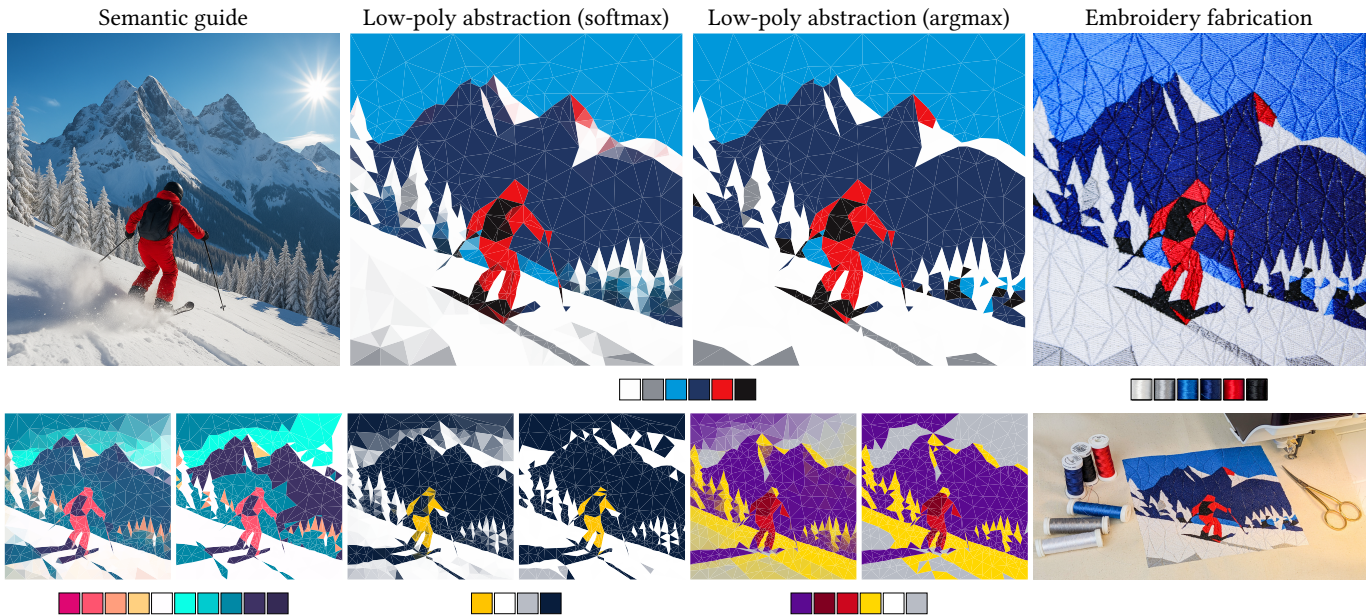 Semantic guide
Low-poly abstraction (softmax)
Low-poly abstraction (argmax)
Embroidery fabrication